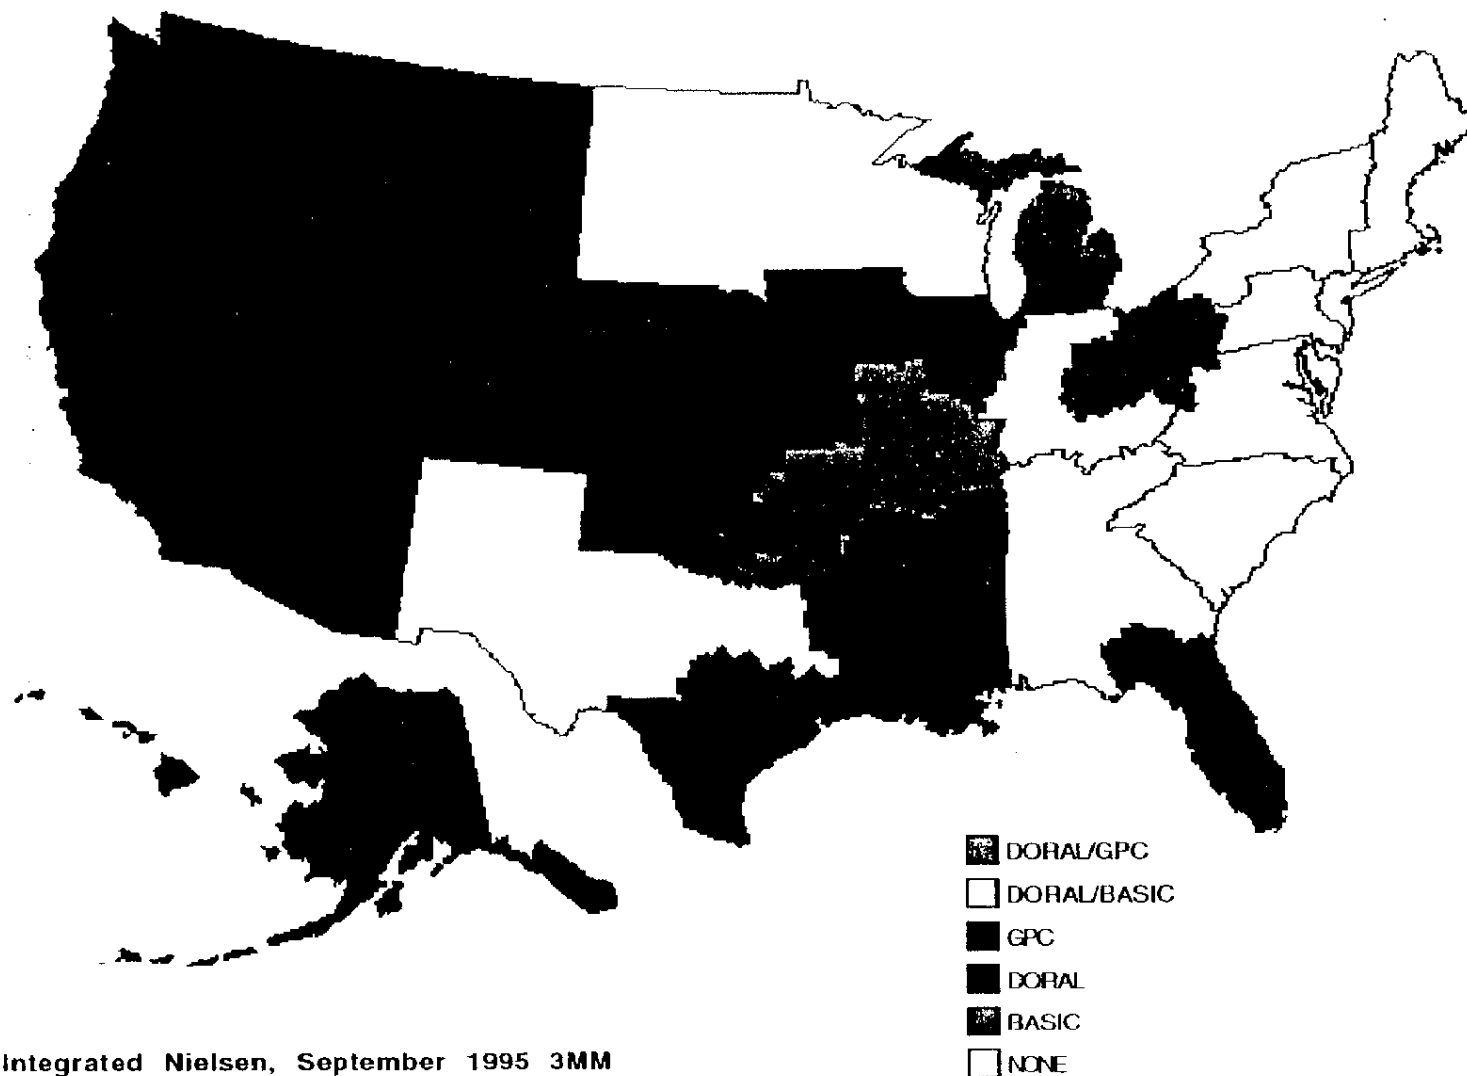 DORAL/GPC
DORAL/BASIC
GPC
DORAL
BASIC
NONE
Integrated Nielsen, September 1995 3MM